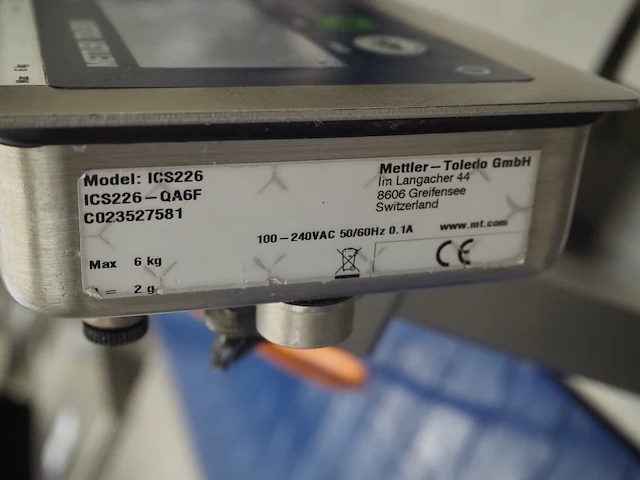 Model: ICS226
ICS226-QA6F
C023527581
Mettler-Toledo GmbH
Im Langacher 44
8606 Greifensee
Switzerland
www.mt.com
100-240VAC 50/60Hz 0.1A
Max 6 kg
= 2 g
CE